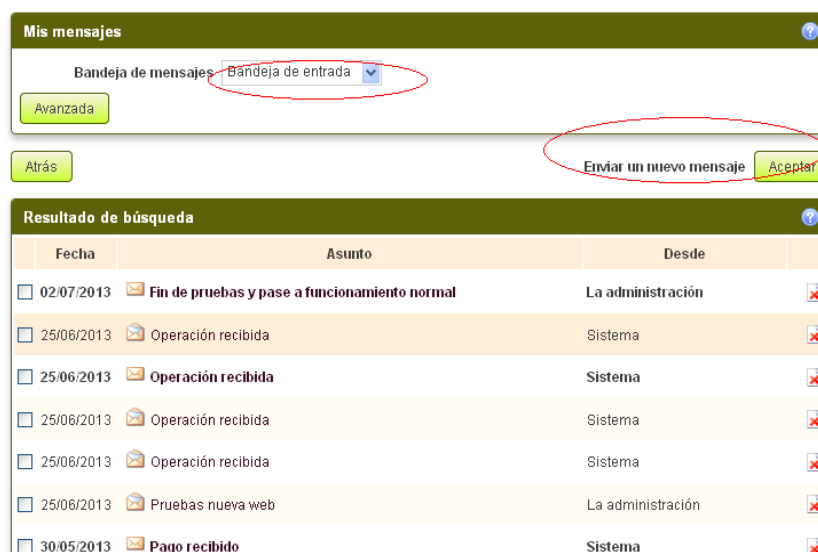 Mis mensajes
Bandeja de mensajes Bandeja de entrada
Avanzada
Atrás Enviar un nuevo mensaje Aceptar
Resultado de búsqueda
Fecha Asunto Desde
02/07/2013 Fin de pruebas y pase a funcionamiento normal La administración
25/06/2013 Operación recibida Sistema
25/06/2013 Operación recibida Sistema
25/06/2013 Operación recibida Sistema
25/06/2013 Operación recibida Sistema
25/06/2013 Pruebas nueva web La administración
30/05/2013 Pago recibido Sistema